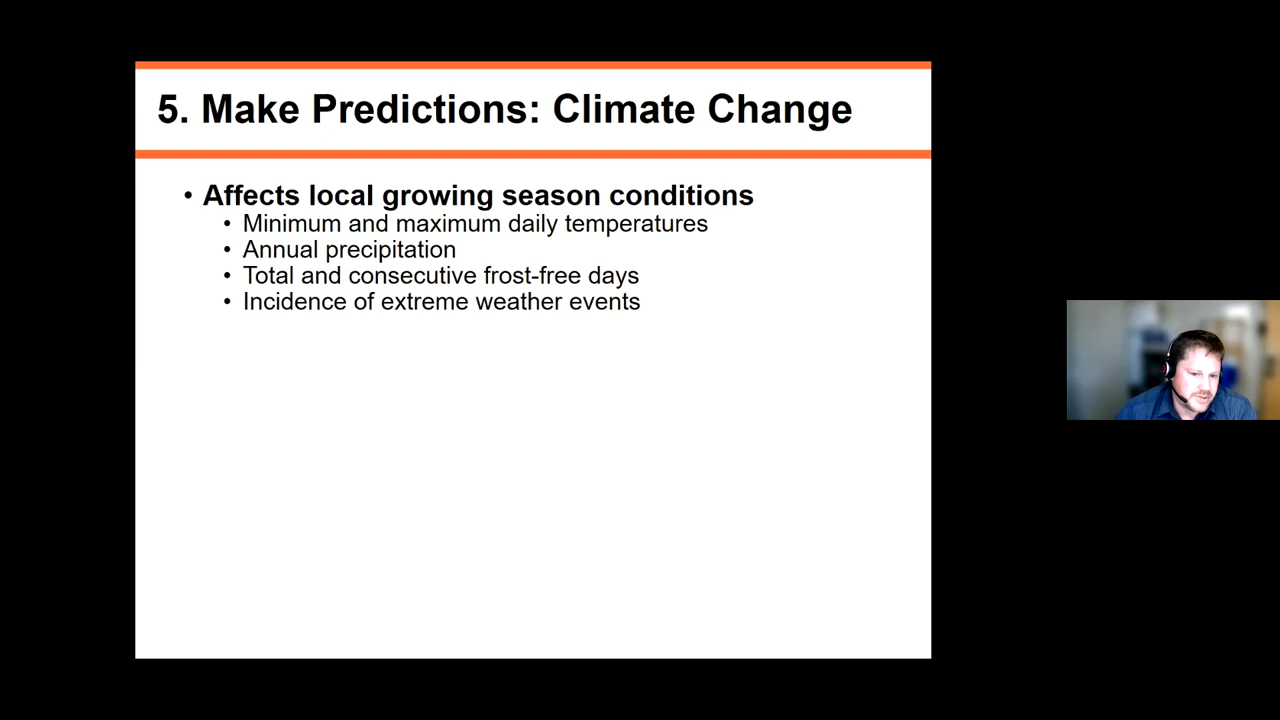 5. Make Predictions: Climate Change
• Affects local growing season conditions
• Minimum and maximum daily temperatures
• Annual precipitation
• Total and consecutive frost-free days
• Incidence of extreme weather events